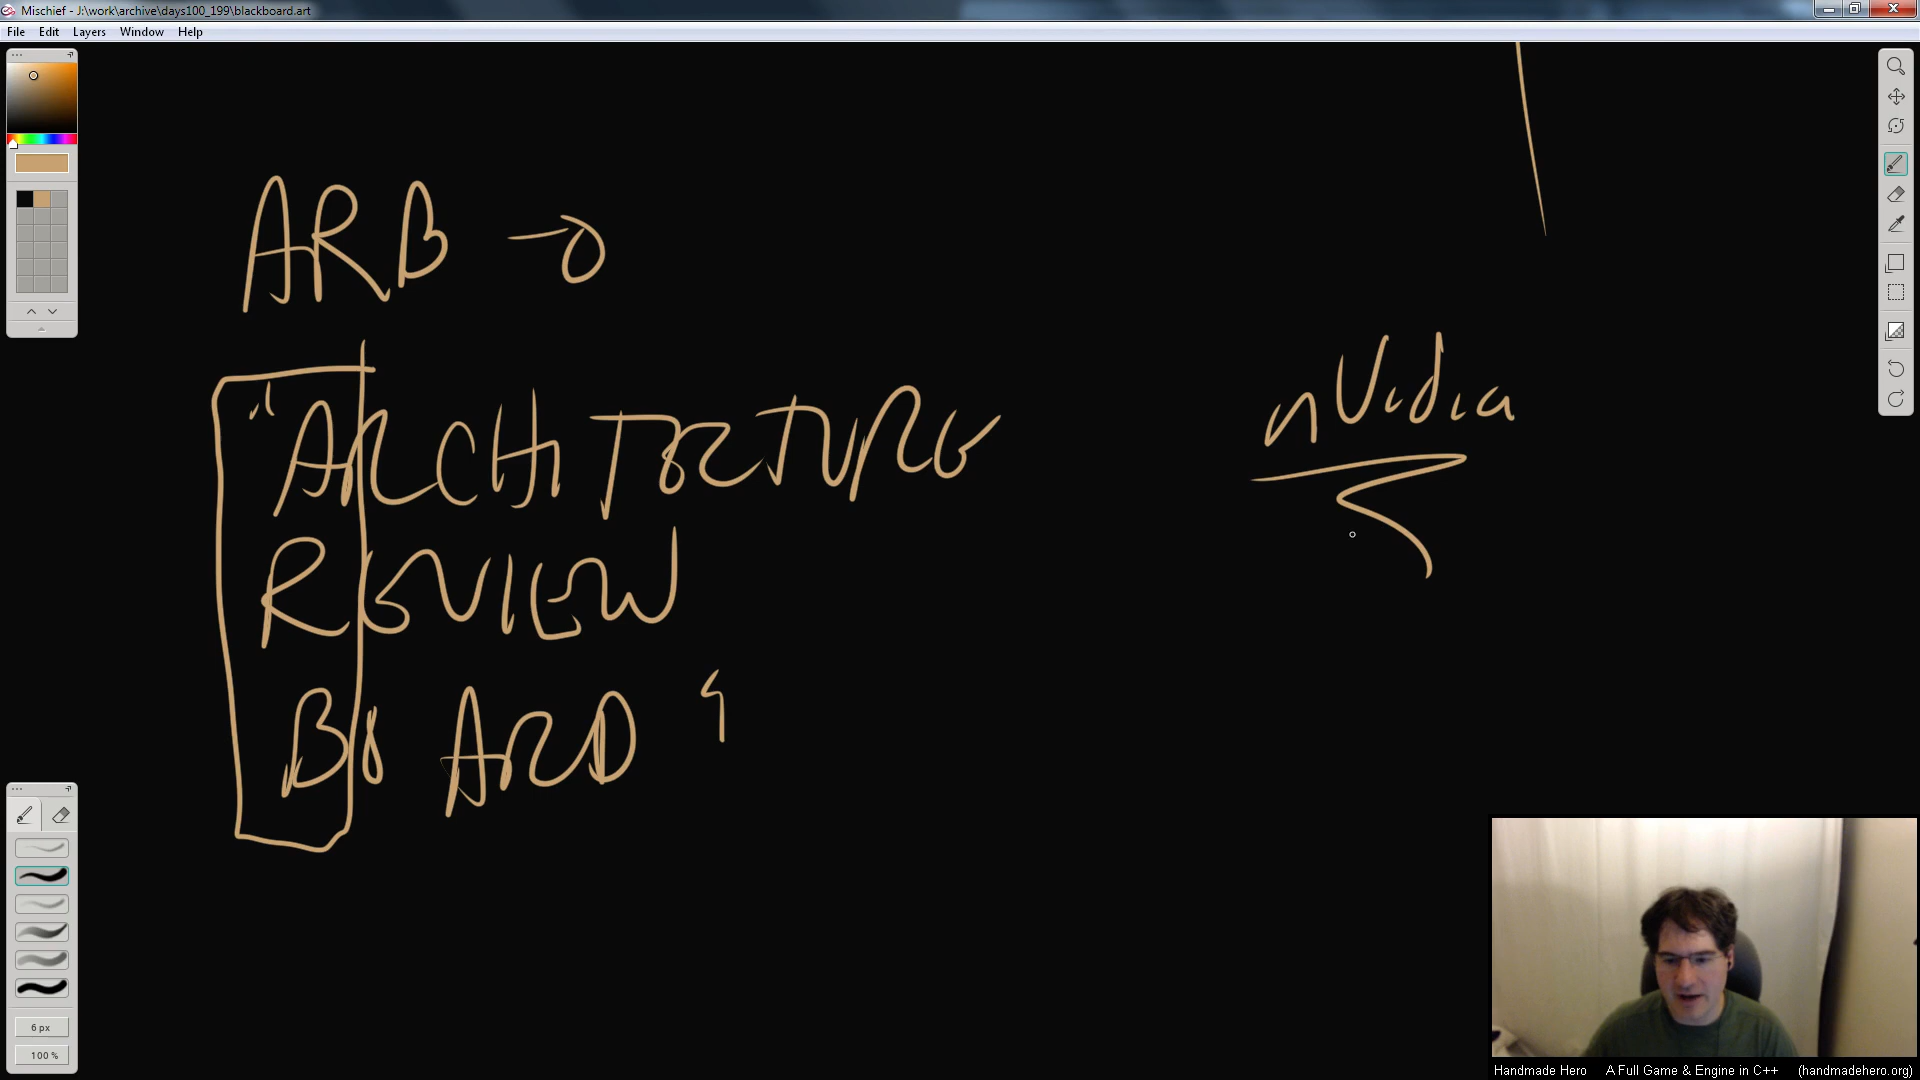 Mischief - J:\work\archive\days100_199\blackboard.art
File Edit Layers Window Help
ARB →
"ARCHITECTURE
REVIEW
BOARD"
nVidia
6 px
100 %
Handmade Hero A Full Game & Engine in C++ (handmadehero.org)